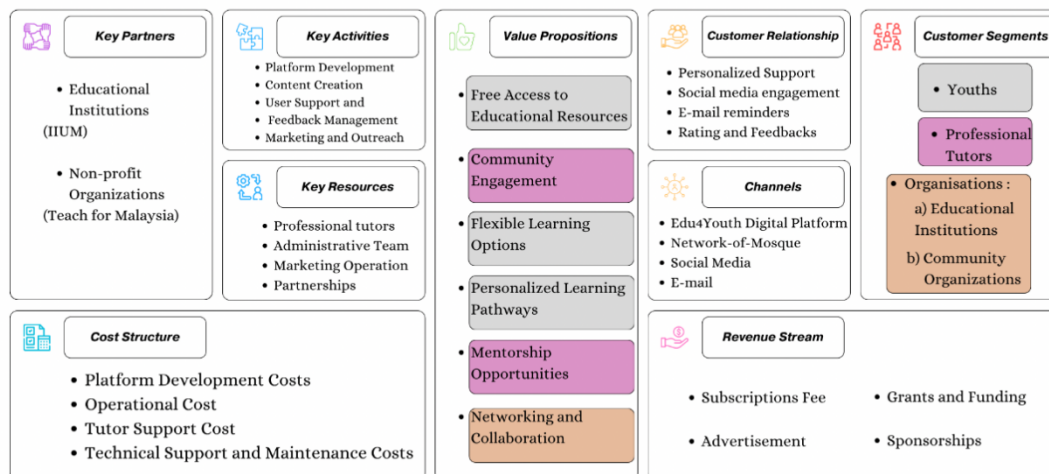 Key Partners
• Educational
Institutions
(IIUM)
• Non-profit
Organizations
(Teach for Malaysia)
Key Activities
• Platform Development
• Content Creation
• User Support and
• Feedback Management
• Marketing and Outreach
Key Resources
• Professional tutors
• Administrative Team
• Marketing Operation
• Partnerships
Value Propositions
• Free Access to
Educational Resources
• Community
Engagement
• Flexible Learning
Options
• Personalized Learning
Pathways
• Mentorship
Opportunities
• Networking and
Collaboration
Customer Relationship
• Personalized Support
• Social media engagement
• E-mail reminders
• Rating and Feedbacks
Channels
• Edu4Youth Digital Platform
• Network-of-Mosque
• Social Media
• E-mail
Customer Segments
• Youths
• Professional
Tutors
• Organisations :
a) Educational
Institutions
b) Community
Organizations
Cost Structure
• Platform Development Costs
• Operational Cost
• Tutor Support Cost
• Technical Support and Maintenance Costs
Revenue Stream
• Subscriptions Fee
• Advertisement
• Grants and Funding
• Sponsorships